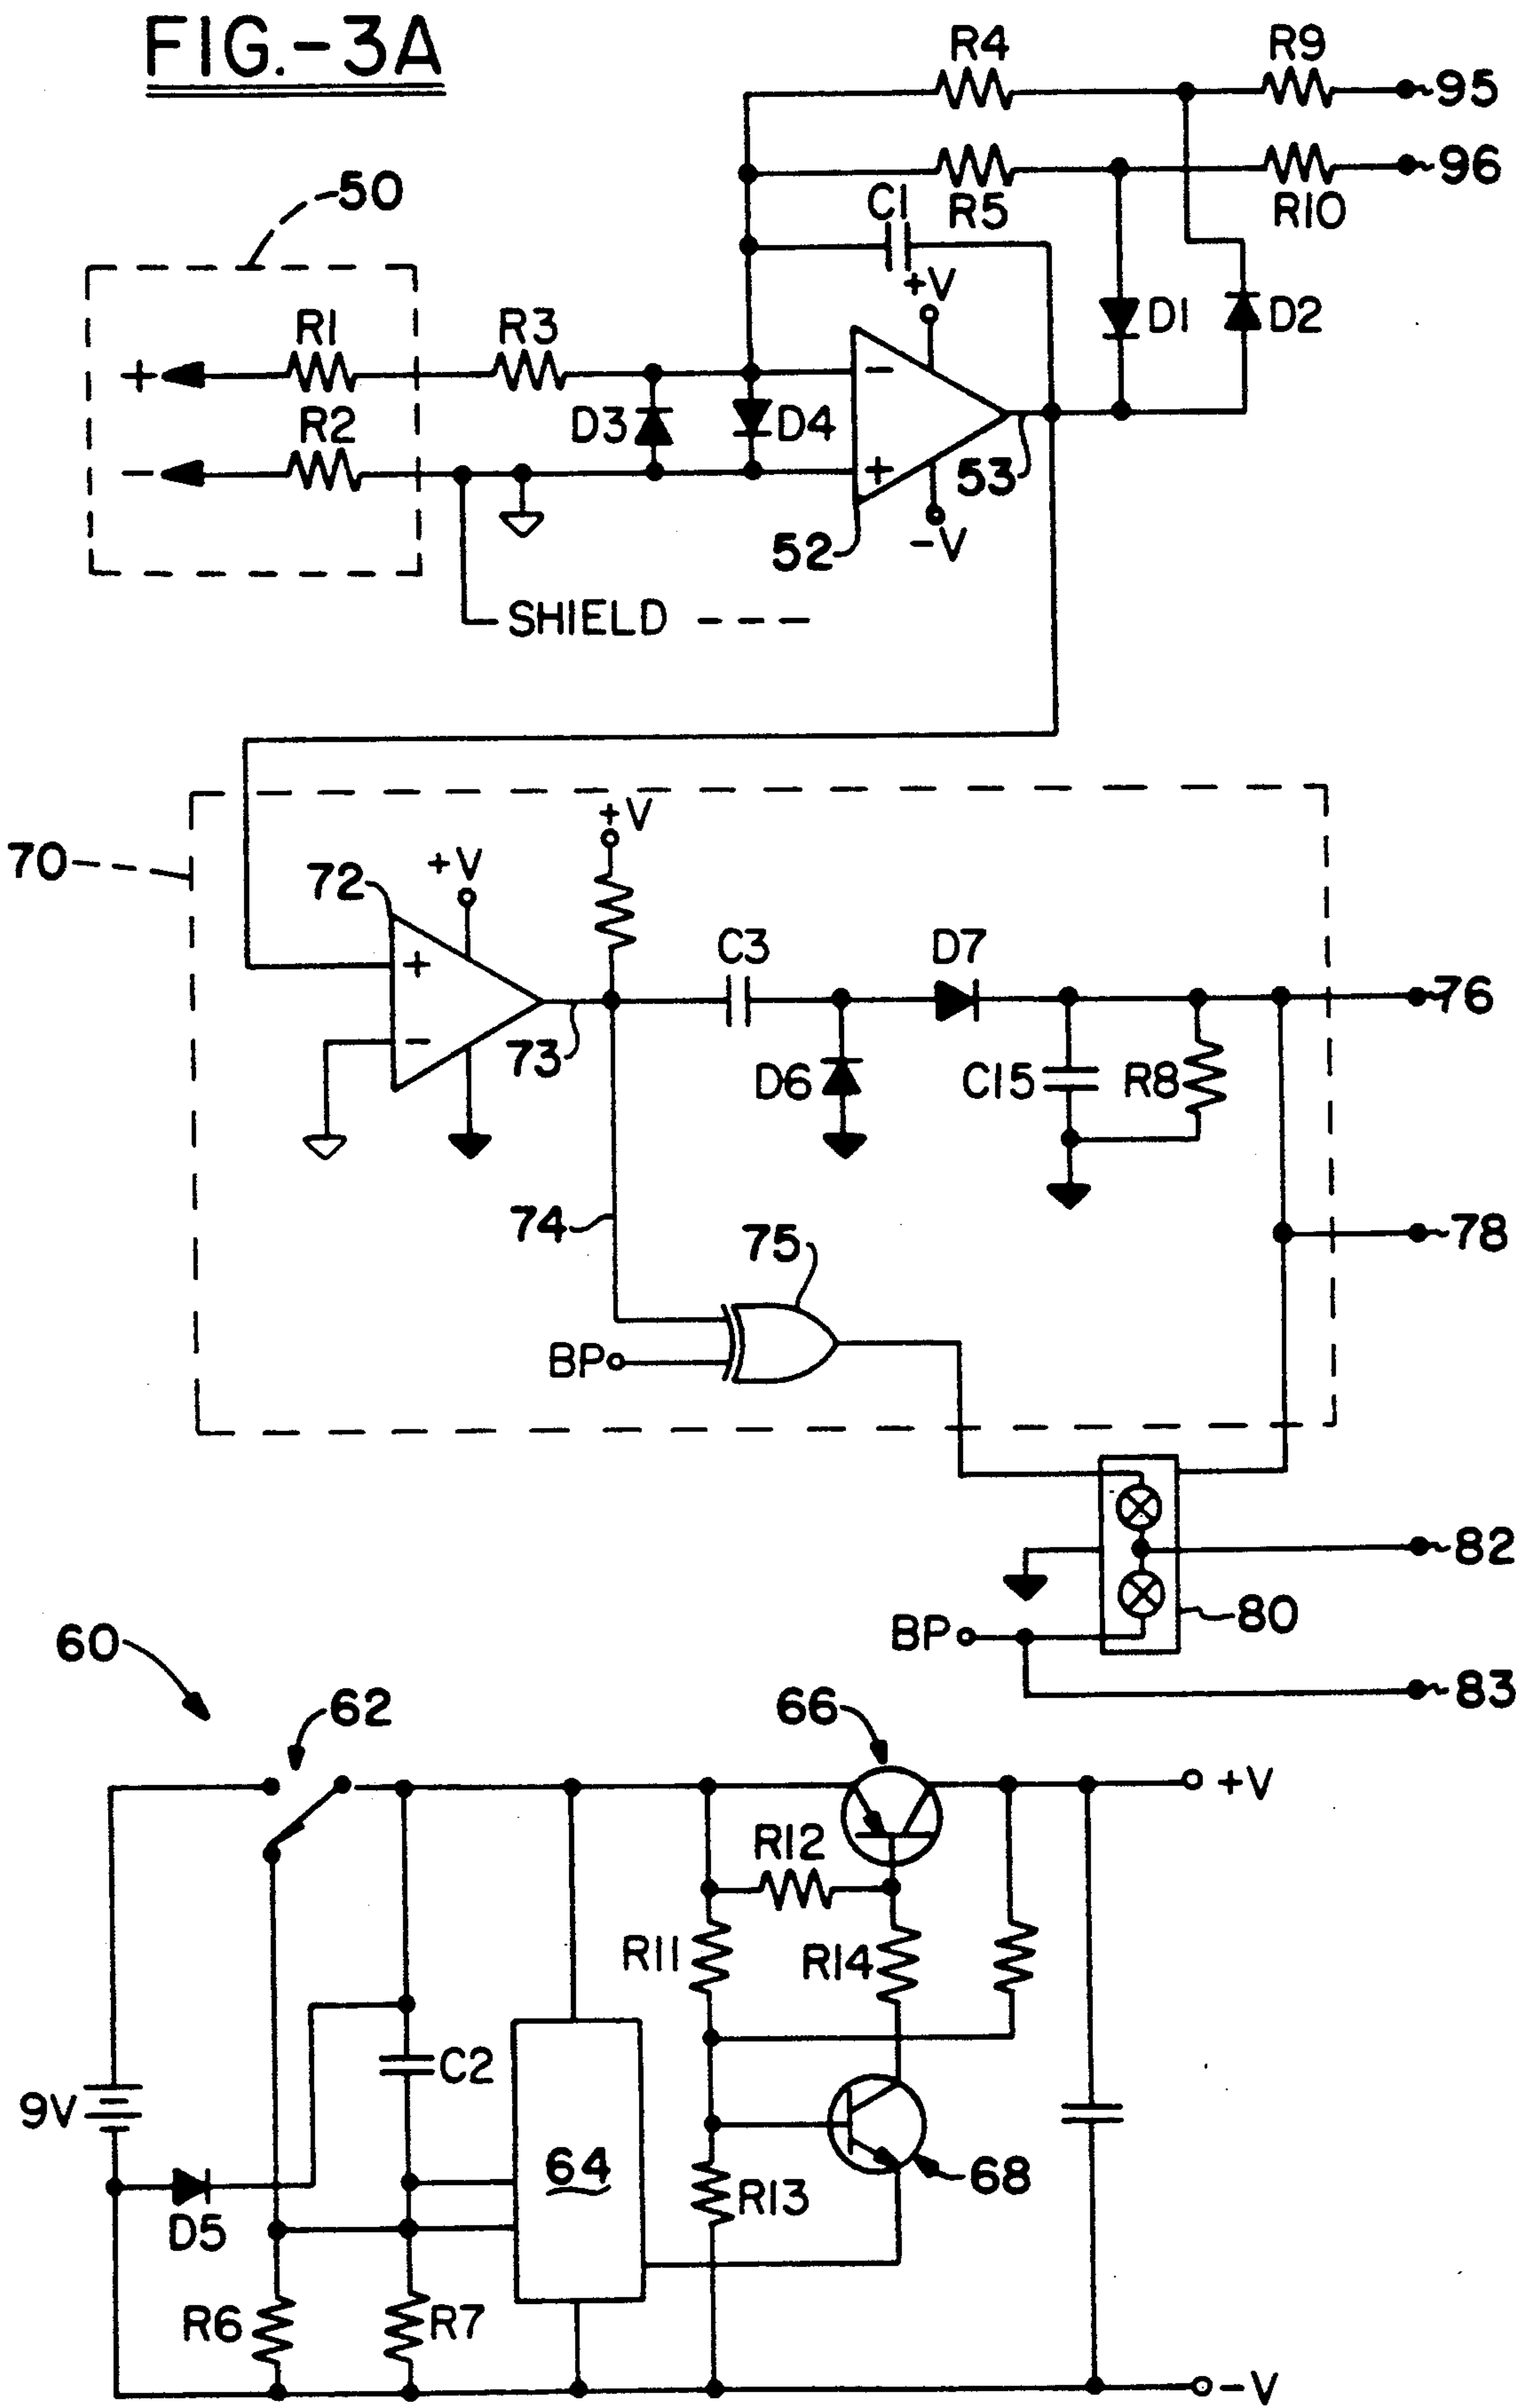 FIG.-3A
R4
R9
95
R5
R10
96
50
C1
+V
R1
R3
D1
D2
+
-
D3
D4
R2
-
+
53
52
-V
SHIELD
70
72
+V
+V
+
-
73
C3
D7
76
D6
C15
R8
74
75
78
BP
82
80
BP
83
60
62
66
+V
R12
R11
R14
C2
9V
64
68
D5
R13
R6
R7
-V